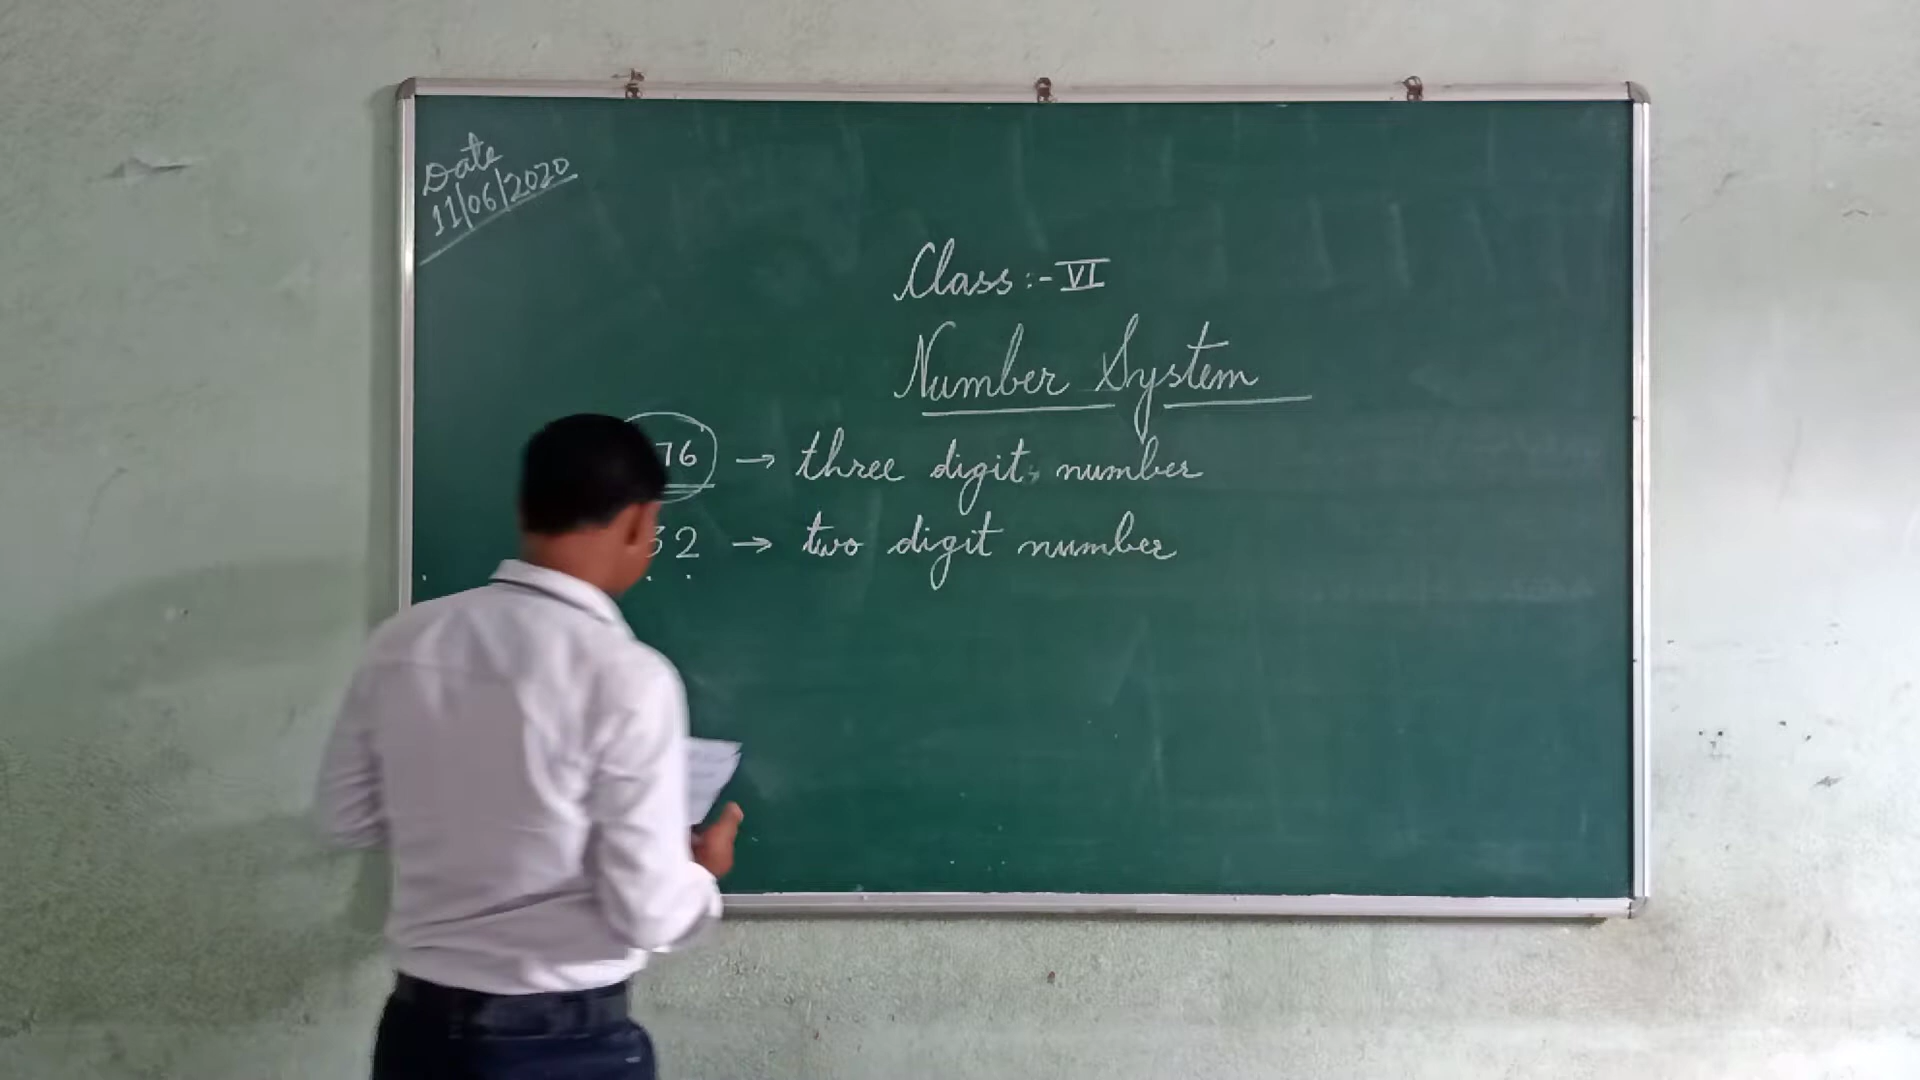 Date
11/06/2020
Class :- VI
Number System
76 → three digit number
32 → two digit number